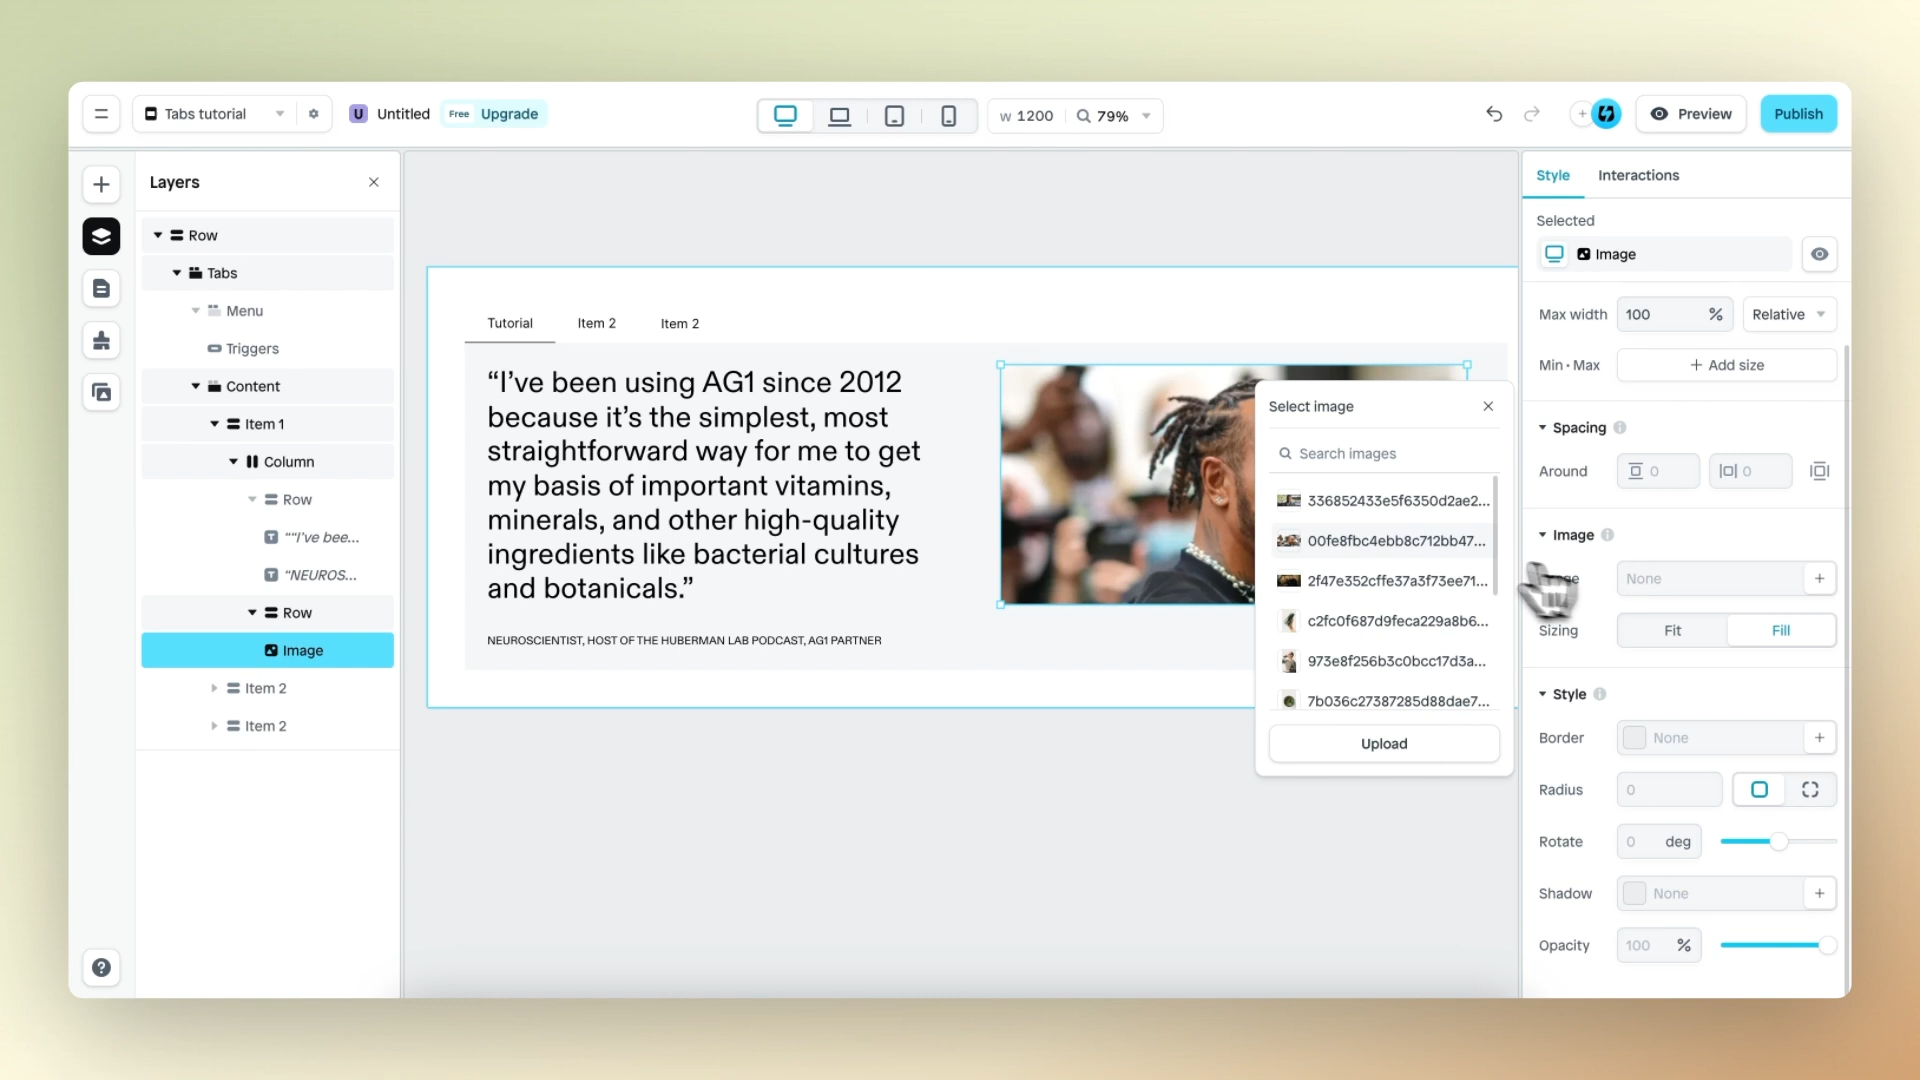 Tabs tutorial
U Untitled
Free Upgrade
W 1200
79%
Preview
Publish
Layers
Row
Tabs
Menu
Triggers
Content
Item 1
Column
Row
T ““I’ve bee...
T “NEUROS...
Row
Image
Item 2
Item 2
Tutorial
Item 2
Item 2
“I’ve been using AG1 since 2012
because it’s the simplest, most
straightforward way for me to get
my basis of important vitamins,
minerals, and other high-quality
ingredients like bacterial cultures
and botanicals.”
NEUROSCIENTIST, HOST OF THE HUBERMAN LAB PODCAST, AG1 PARTNER
Select image
Search images
336852433e5f6350d2ae2...
00fe8fbc4ebb8c712bb47...
2f47e352cffe37a3f73ee71...
c2fc0f687d9feca229a8b6...
973e8f256b3c0bcc17d3a...
7b036c27387285d88dae7...
Upload
Style
Interactions
Selected
Image
Max width 100 % Relative
Min • Max + Add size
Spacing
Around 0 0
Image
None
Sizing Fit Fill
Style
Border None
Radius 0
Rotate 0 deg
Shadow None
Opacity 100 %